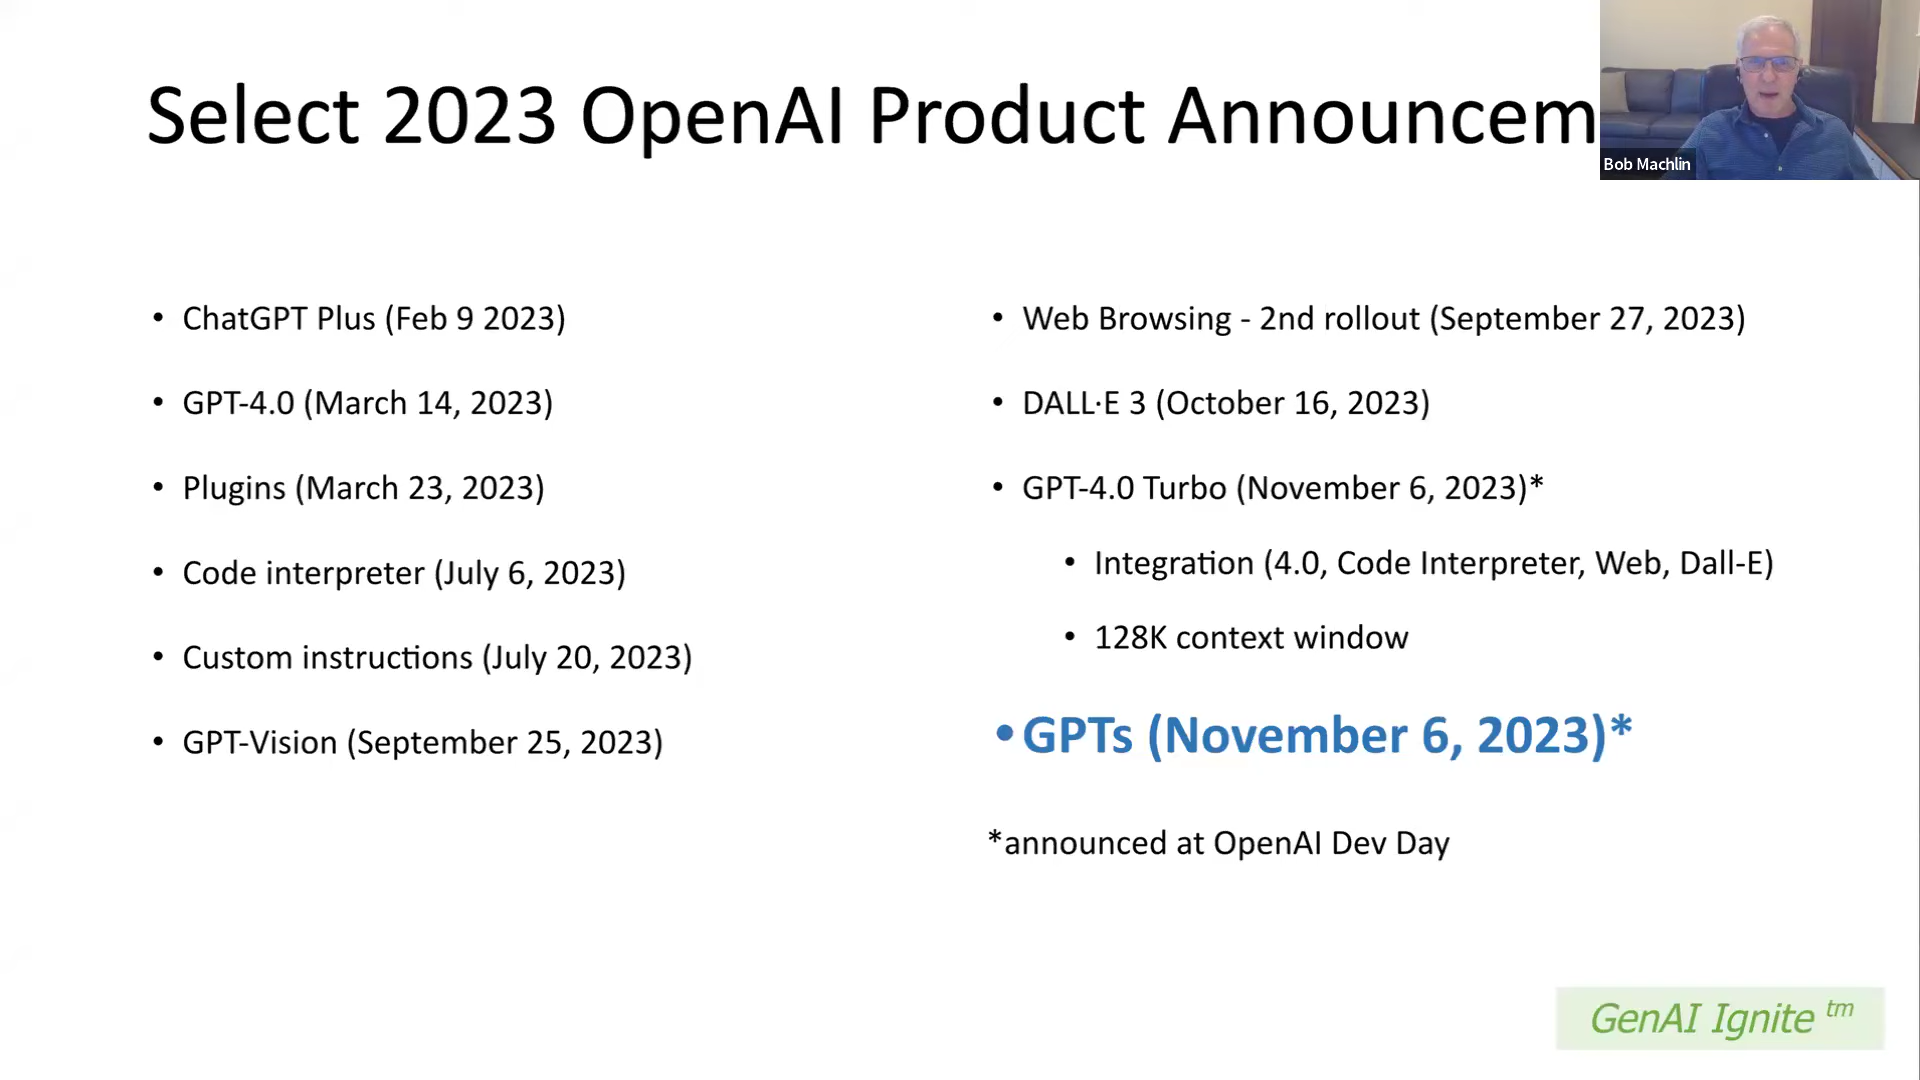 Select 2023 OpenAI Product Announcem
Bob Machlin
• ChatGPT Plus (Feb 9 2023)
• GPT-4.0 (March 14, 2023)
• Plugins (March 23, 2023)
• Code interpreter (July 6, 2023)
• Custom instructions (July 20, 2023)
• GPT-Vision (September 25, 2023)
• Web Browsing - 2nd rollout (September 27, 2023)
• DALL·E 3 (October 16, 2023)
• GPT-4.0 Turbo (November 6, 2023)*
• Integration (4.0, Code Interpreter, Web, Dall-E)
• 128K context window
• GPTs (November 6, 2023)*
*announced at OpenAI Dev Day
GenAI Ignite tm